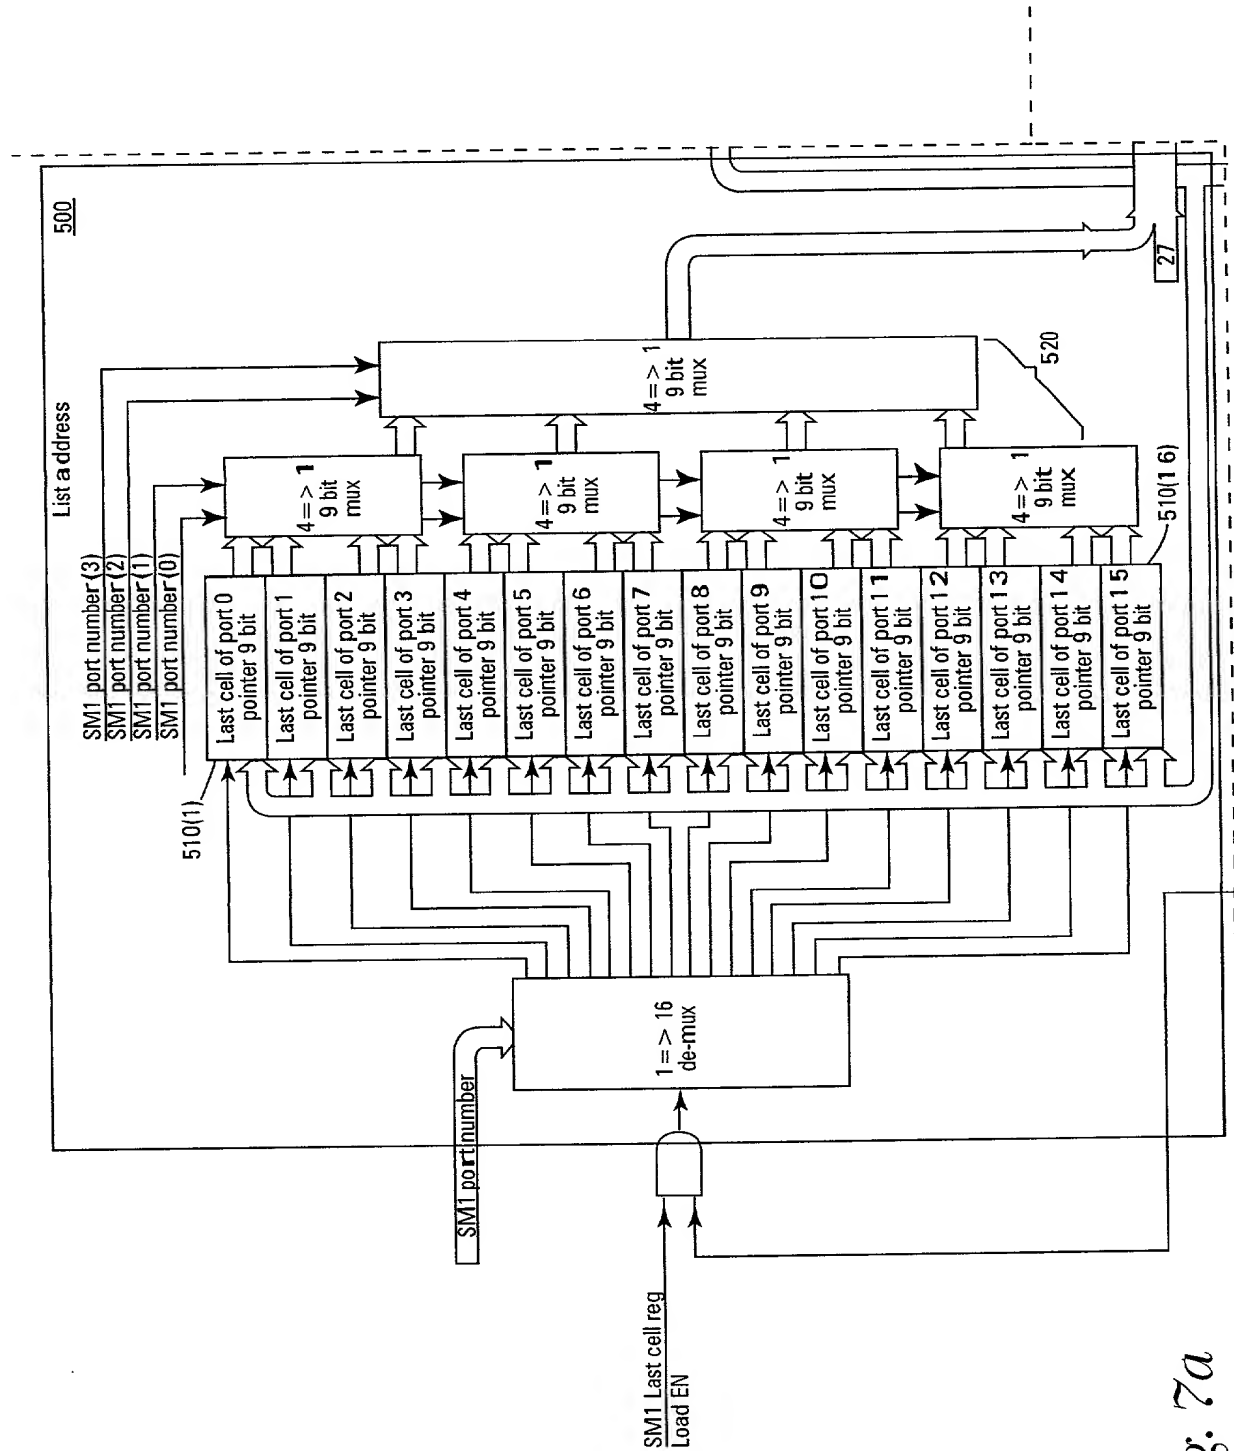 500
List address
SM1 port number(3)
SM1 port number(2)
SM1 port number(1)
SM1 port number(0)
520
4=> 1
9 bit
mux
4=> 1
9 bit
mux
4=> 1
9 bit
mux
4=> 1
9 bit
mux
4=> 1
9 bit
mux
27
510(1)
510(16)
Last cell of port 0
pointer 9 bit
Last cell of port 1
pointer 9 bit
Last cell of port 2
pointer 9 bit
Last cell of port 3
pointer 9 bit
Last cell of port 4
pointer 9 bit
Last cell of port 5
pointer 9 bit
Last cell of port 6
pointer 9 bit
Last cell of port 7
pointer 9 bit
Last cell of port 8
pointer 9 bit
Last cell of port 9
pointer 9 bit
Last cell of port 10
pointer 9 bit
Last cell of port 11
pointer 9 bit
Last cell of port 12
pointer 9 bit
Last cell of port 13
pointer 9 bit
Last cell of port 14
pointer 9 bit
Last cell of port 15
pointer 9 bit
1=> 16
de-mux
SM1 port number
SM1 Last cell reg
Load EN
7a